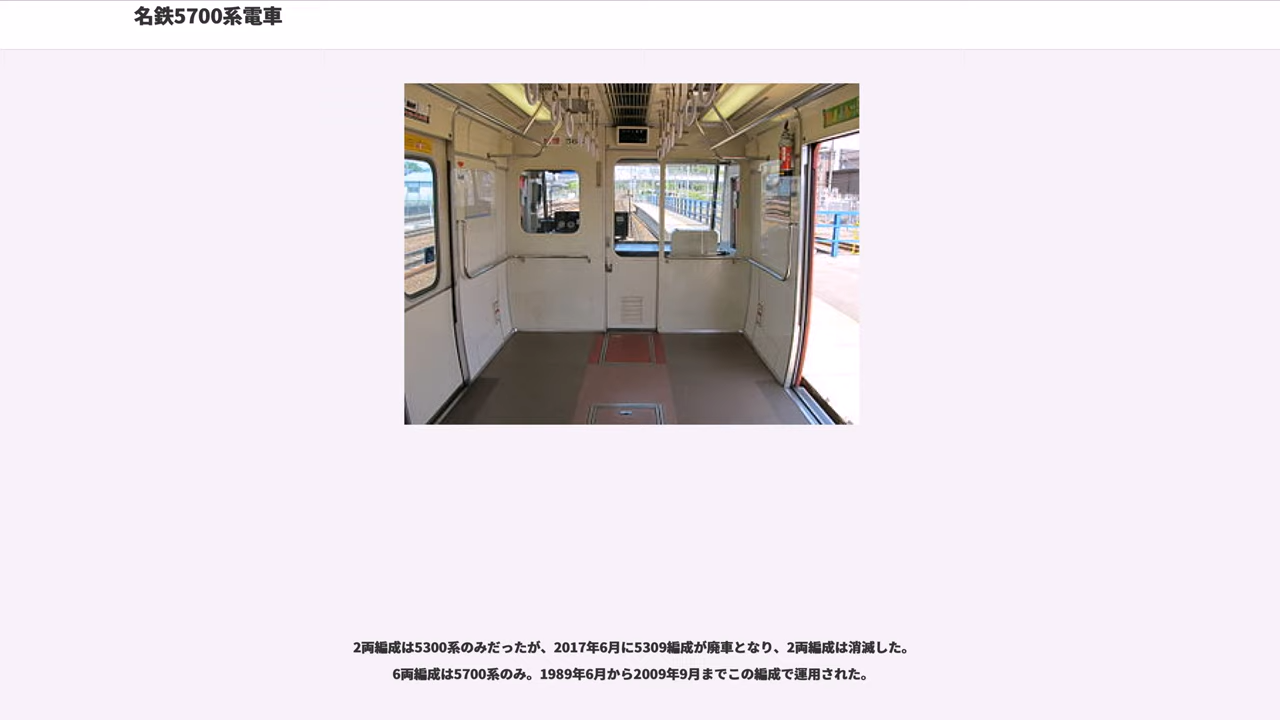 名鉄5700系電車
2両編成は5300系のみだったが、2017年6月に5309編成が廃車となり、2両編成は消滅した。
6両編成は5700系のみ。1989年6月から2009年9月までこの編成で運用された。